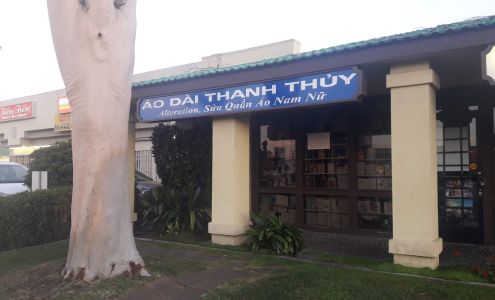 ÁO DÀI THANH THỦY
Alteration, Sửa Quần Áo Nam Nữ